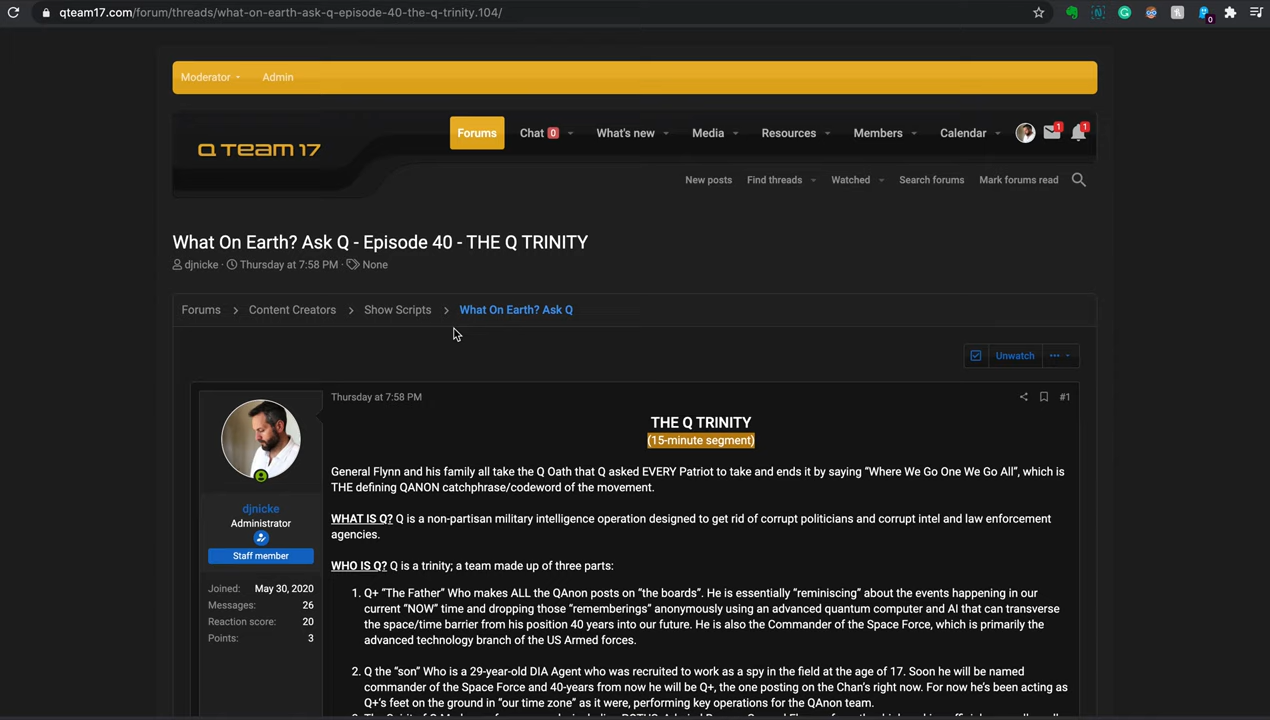 qteam17.com/forum/threads/what-on-earth-ask-q-episode-40-the-q-trinity.104/
0
Moderator
Admin
Q TEAM 17
Forums
Chat 0
What's new
Media
Resources
Members
Calendar
1
1
New posts
Find threads
Watched
Search forums
Mark forums read
What On Earth? Ask Q - Episode 40 - THE Q TRINITY
djnicke Thursday at 7:58 PM None
Forums > Content Creators > Show Scripts > What On Earth? Ask Q
Unwatch
Thursday at 7:58 PM
#1
djnicke
Administrator
Staff member
Joined: May 30, 2020
Messages: 26
Reaction score: 20
Points: 3
THE Q TRINITY
(15-minute segment)
General Flynn and his family all take the Q Oath that Q asked EVERY Patriot to take and ends it by saying “Where We Go One We Go All”, which is
THE defining QANON catchphrase/codeword of the movement.
WHAT IS Q? Q is a non-partisan military intelligence operation designed to get rid of corrupt politicians and corrupt intel and law enforcement
agencies.
WHO IS Q? Q is a trinity; a team made up of three parts:
1. Q+ “The Father” Who makes ALL the QAnon posts on “the boards”. He is essentially “reminiscing” about the events happening in our
current “NOW” time and dropping those “rememberings” anonymously using an advanced quantum computer and AI that can transverse
the space/time barrier from his position 40 years into our future. He is also the Commander of the Space Force, which is primarily the
advanced technology branch of the US Armed forces.
2. Q the “son” Who is a 29-year-old DIA Agent who was recruited to work as a spy in the field at the age of 17. Soon he will be named
commander of the Space Force and 40-years from now he will be Q+, the one posting on the Chan's right now. For now he's been acting as
Q+'s feet on the ground in “our time zone” as it were, performing key operations for the QAnon team.